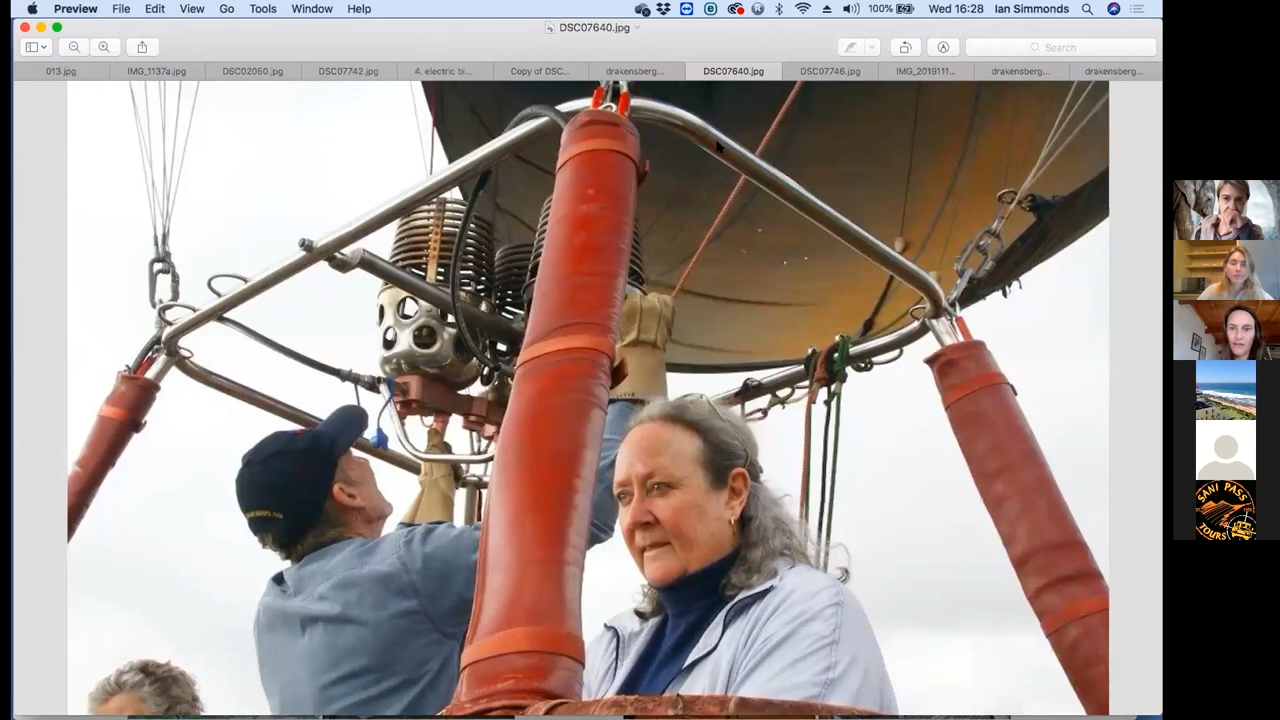 Preview File Edit View Go Tools Window Help 100% Wed 16:28 Ian Simmonds
DSC07640.jpg
Search
013.jpg IMG_1137a.jpg DSC02050.jpg DSC07742.jpg 4. electric bi... Copy of DSC... drakensberg... DSC07640.jpg DSC07746.jpg IMG_2019111... drakensberg... drakensberg...
SANI PASS
TOURS